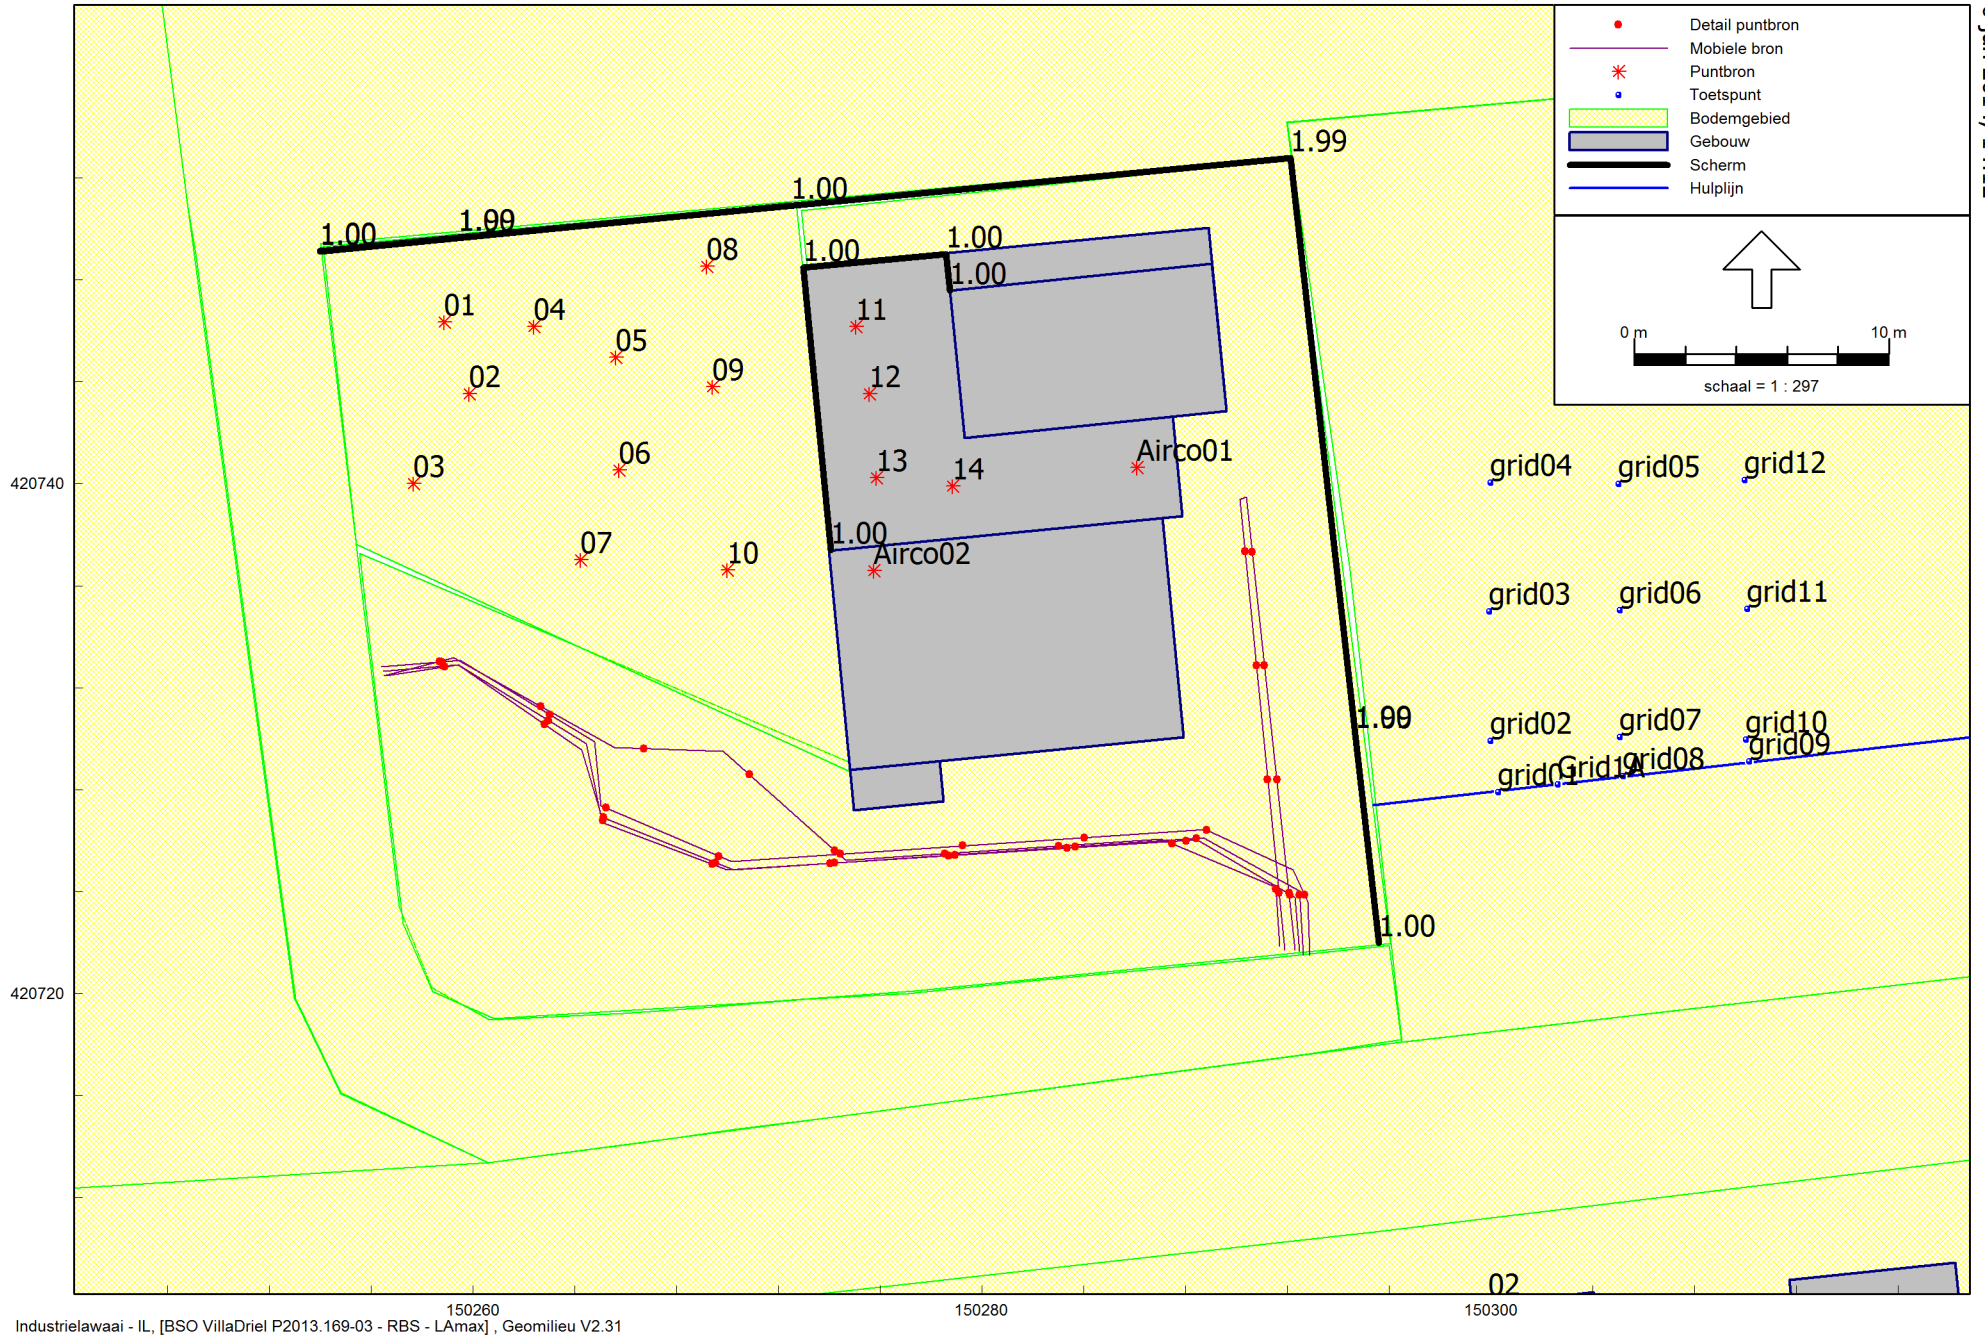 Detail puntbron
Mobiele bron
Puntbron
Toetspunt
Bodemgebied
Gebouw
Scherm
Hulplijn
0 m 10 m
schaal = 1 : 297
1.99
1.00
1.00
1.00
1.00
1.00
08
01
04
11
05
09
02
12
Airco01
06
03
13
14
grid04
grid05
grid12
420740
1.00
07
10
Airco02
grid03
grid06
grid11
grid02
grid07
grid10
grid01
Grid1A
grid08
grid09
1.00
420720
02
150260
150280
150300
Industrielawaai - IL, [BSO VillaDriel P2013.169-03 - RBS - LAmax] , Geomilieu V2.31